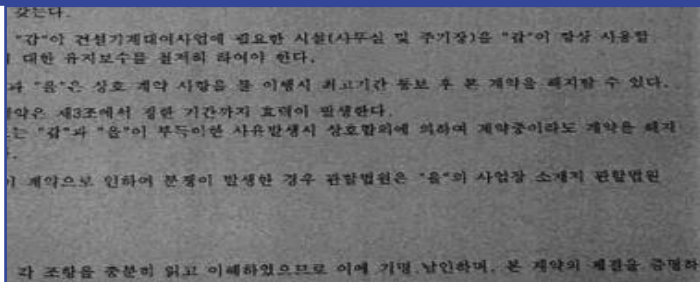 갖는다.
"갑"이 건설기계대여사업에 필요한 시설(사무실 및 주기장)을 "갑"이 항상 사용할
대한 유지보수를 철저히 하여야 한다.
과 "을"은 상호 계약 사항을 불 이행시 최고기간 통보 후 본 계약을 해지할 수 있다.
계약은 제3조에서 정한 기간까지 효력이 발생한다.
는 "갑"과 "을"이 부득이한 사유발생시 상호합의에 의하여 계약중이라도 계약을 해지
.
이 계약으로 인하여 분쟁이 발생한 경우 관할법원은 "을"의 사업장 소재지 관할법원
각 조항을 충분히 읽고 이해하였으므로 이에 기명.날인하며, 본 계약의 체결을 증명하